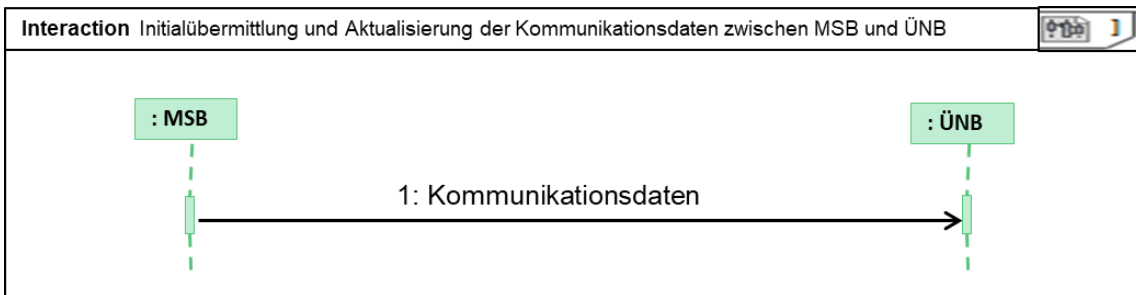 Interaction Initialübermittlung und Aktualisierung der Kommunikationsdaten zwischen MSB und ÜNB
: MSB
: ÜNB
1: Kommunikationsdaten